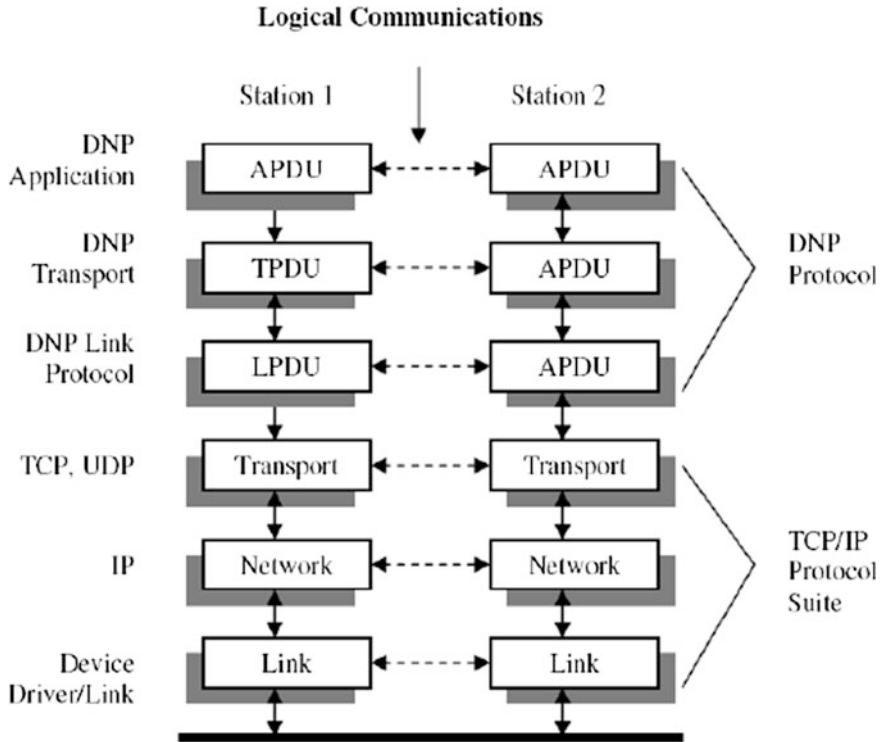 Logical Communications
Station 1
Station 2
DNP
Application
APDU
APDU
DNP
Transport
TPDU
APDU
DNP
Protocol
DNP Link
Protocol
LPDU
APDU
TCP, UDP
Transport
Transport
IP
Network
Network
TCP/IP
Protocol
Suite
Device
Driver/Link
Link
Link